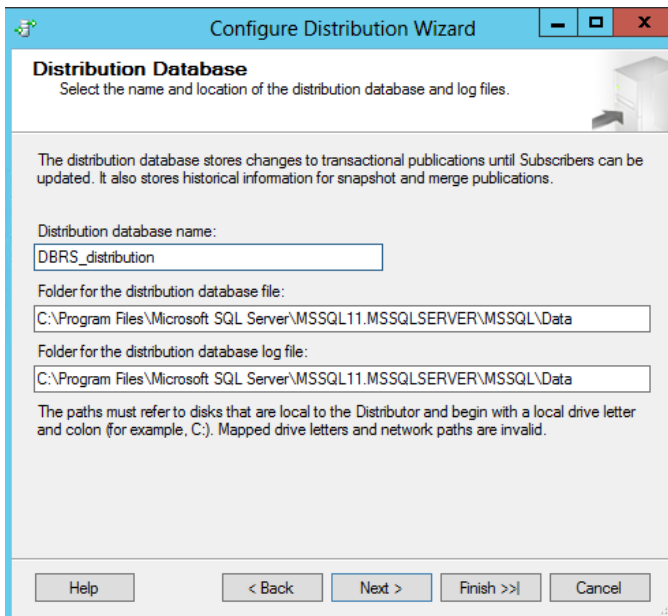 Configure Distribution Wizard
Distribution Database
Select the name and location of the distribution database and log files.
The distribution database stores changes to transactional publications until Subscribers can be
updated. It also stores historical information for snapshot and merge publications.
Distribution database name:
DBRS_distribution
Folder for the distribution database file:
C:\Program Files\Microsoft SQL Server\MSSQL11.MSSQLSERVER\MSSQL\Data
Folder for the distribution database log file:
C:\Program Files\Microsoft SQL Server\MSSQL11.MSSQLSERVER\MSSQL\Data
The paths must refer to disks that are local to the Distributor and begin with a local drive letter
and colon (for example, C:). Mapped drive letters and network paths are invalid.
Help < Back Next > Finish >>| Cancel